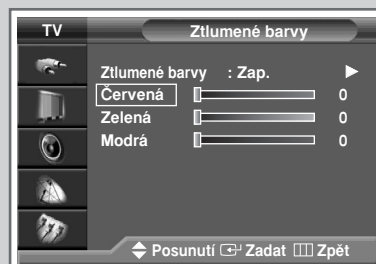 TV
Ztlumené barvy
Ztlumené barvy : Zap.
Červená 0
Zelená 0
Modrá 0
Posunutí Zadat Zpět